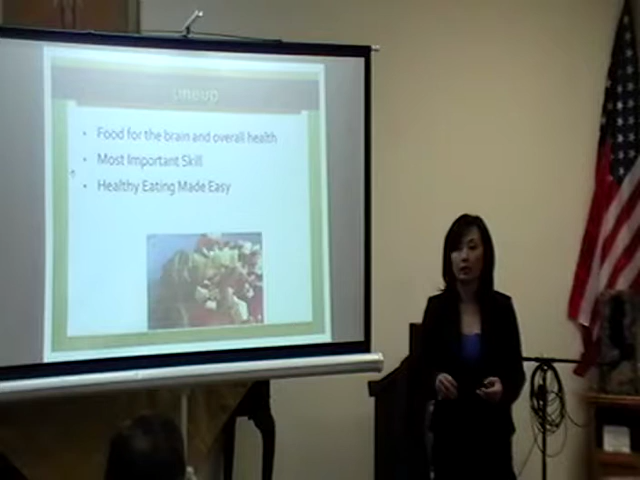 Food for the brain and overall health
Most Important Skill
Healthy Eating Made Easy